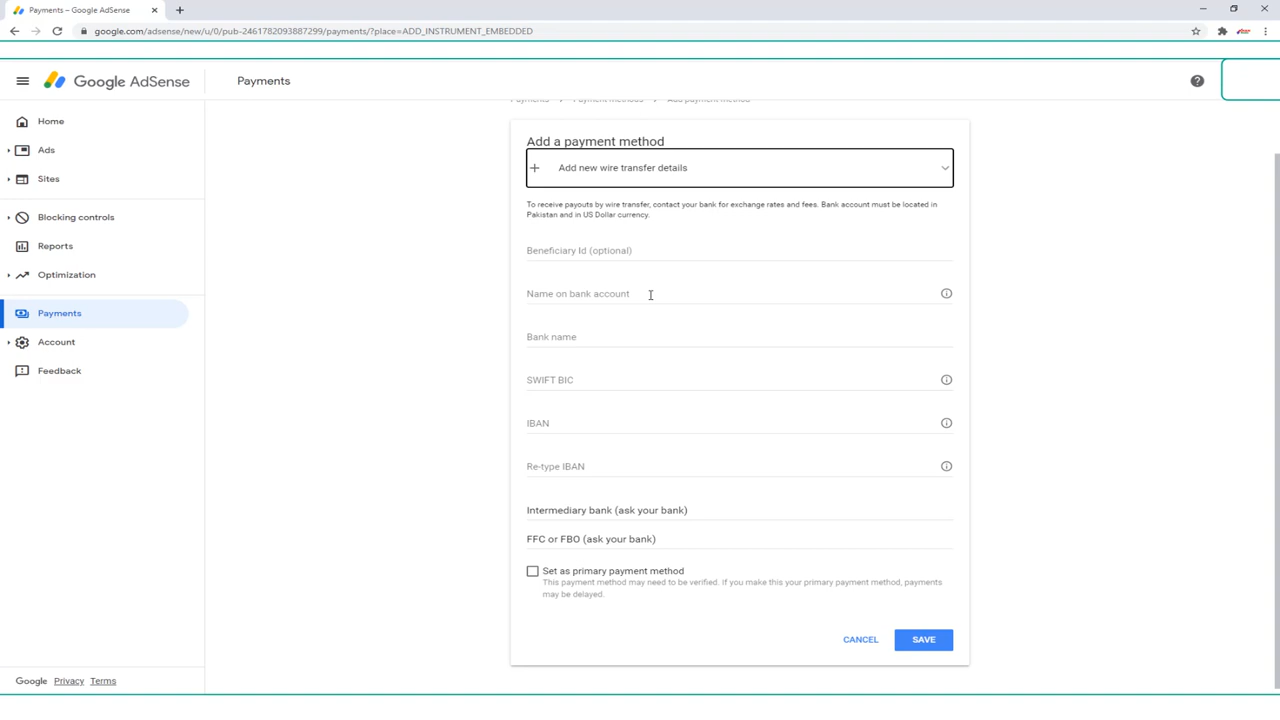 Payments – Google AdSense
google.com/adsense/new/u/0/pub-2461782093887299/payments/?place=ADD_INSTRUMENT_EMBEDDED
Google AdSense
Payments
Home
Ads
Sites
Blocking controls
Reports
Optimization
Payments
Account
Feedback
Google Privacy Terms
Payments > Payment methods > Add payment method
Add a payment method
Add new wire transfer details
To receive payouts by wire transfer, contact your bank for exchange rates and fees. Bank account must be located in
Pakistan and in US Dollar currency.
Beneficiary Id (optional)
Name on bank account
Bank name
SWIFT BIC
IBAN
Re-type IBAN
Intermediary bank (ask your bank)
FFC or FBO (ask your bank)
Set as primary payment method
This payment method may need to be verified. If you make this your primary payment method, payments
may be delayed.
CANCEL SAVE